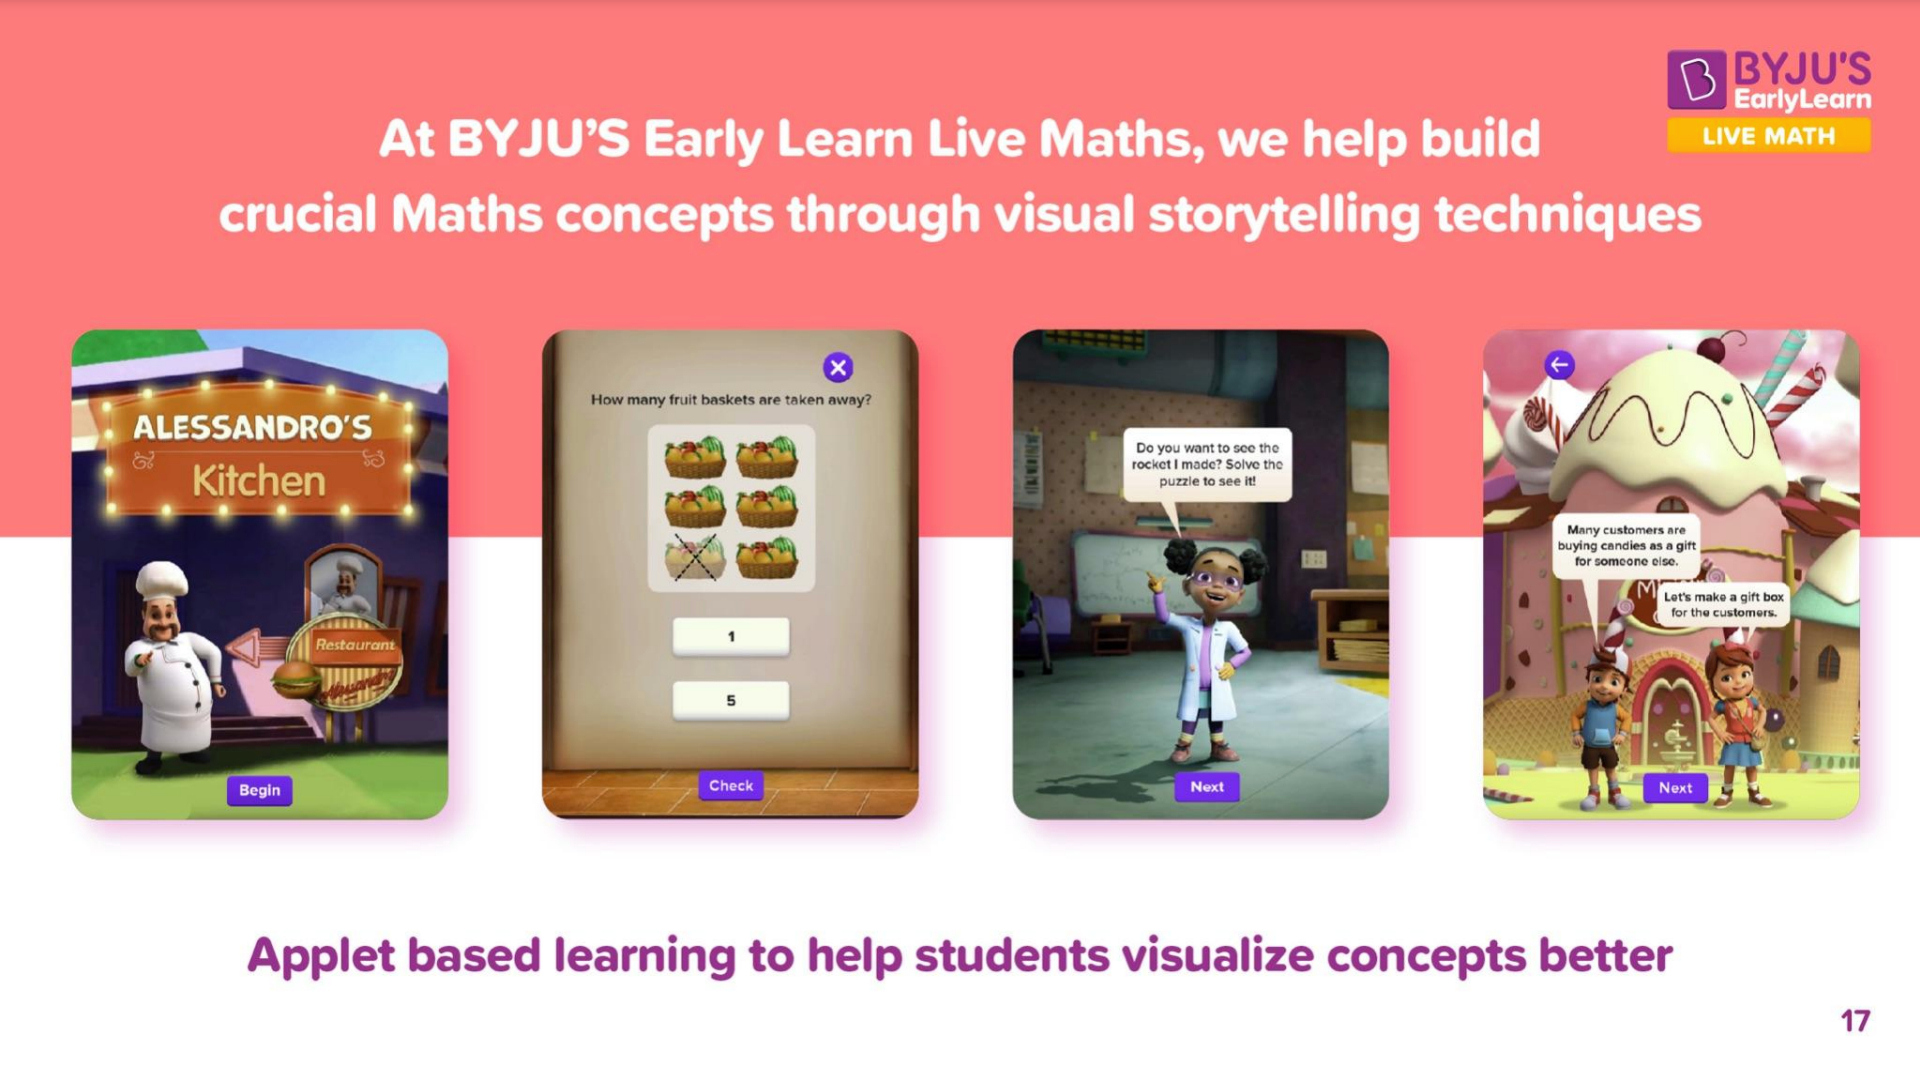 BYJU'S
EarlyLearn
LIVE MATH
At BYJU'S Early Learn Live Maths, we help build
crucial Maths concepts through visual storytelling techniques
ALESSANDRO'S
Kitchen
Restaurant
Alessandro
Begin
How many fruit baskets are taken away?
1
5
Check
Do you want to see the
rocket I made? Solve the
puzzle to see it!
Next
Many customers are
buying candies as a gift
for someone else.
Let's make a gift box
for the customers.
Next
Applet based learning to help students visualize concepts better
17